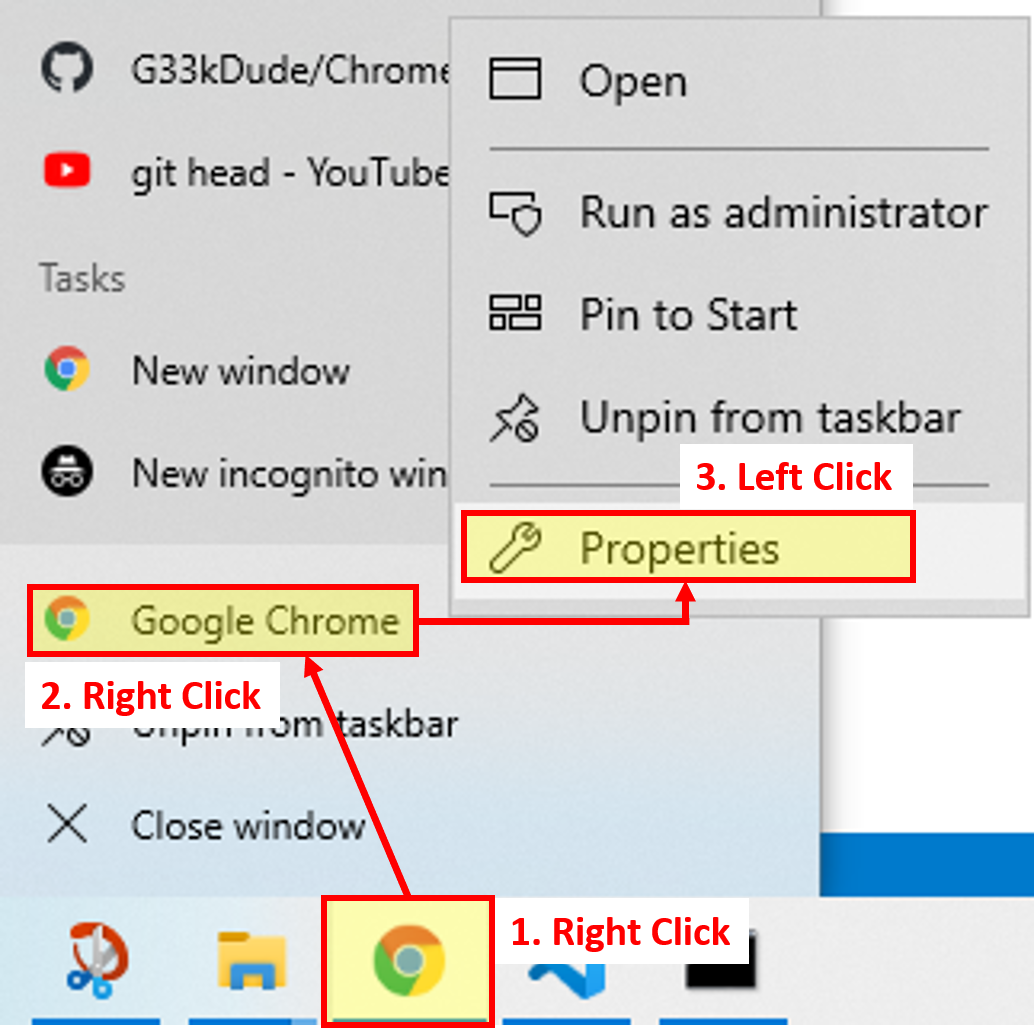 G33kDude/Chrome
git head - YouTube
Tasks
New window
New incognito win
Google Chrome
2. Right Click
Unpin from taskbar
Close window
1. Right Click
Open
Run as administrator
Pin to Start
Unpin from taskbar
3. Left Click
Properties